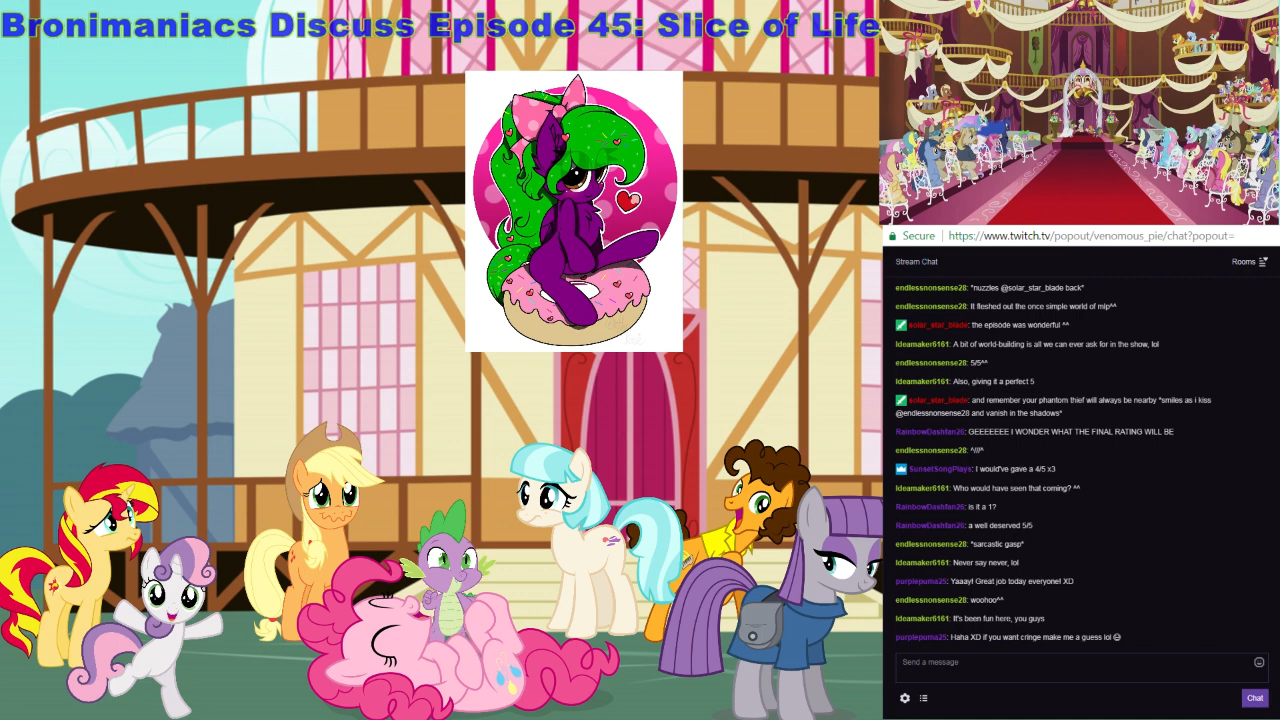 Bronimaniacs Discuss Episode 45: Slice of Life
Secure https://www.twitch.tv/popout/venomous_pie/chat?popout=
Stream Chat Rooms
endlessnonsense28: *nuzzles @solar_star_blade back*
endlessnonsense28: It fleshed out the once simple world of mlp^^
solar_star_blade: the episode was wonderful ^^
Ideamaker6161: A bit of world-building is all we can ever ask for in the show, lol
endlessnonsense28: 5/5^^
Ideamaker6161: Also, giving it a perfect 5
solar_star_blade: and remember your phantom thief will always be nearby *smiles as i kiss
@endlessnonsense28 and vanish in the shadows*
RainbowDashfan26: GEEEEEEE I WONDER WHAT THE FINAL RATING WILL BE
endlessnonsense28: ^///^
SunsetSongPlays: I would've gave a 4/5 x3
Ideamaker6161: Who would have seen that coming? ^^
RainbowDashfan26: is it a 1?
RainbowDashfan26: a well deserved 5/5
endlessnonsense28: *sarcastic gasp*
Ideamaker6161: Never say never, lol
purplepuma25: Yaaay! Great job today everyone! XD
endlessnonsense28: woohoo^^
Ideamaker6161: It's been fun here, you guys
purplepuma25: Haha XD if you want cringe make me a guess lol 😅
Send a message
Chat